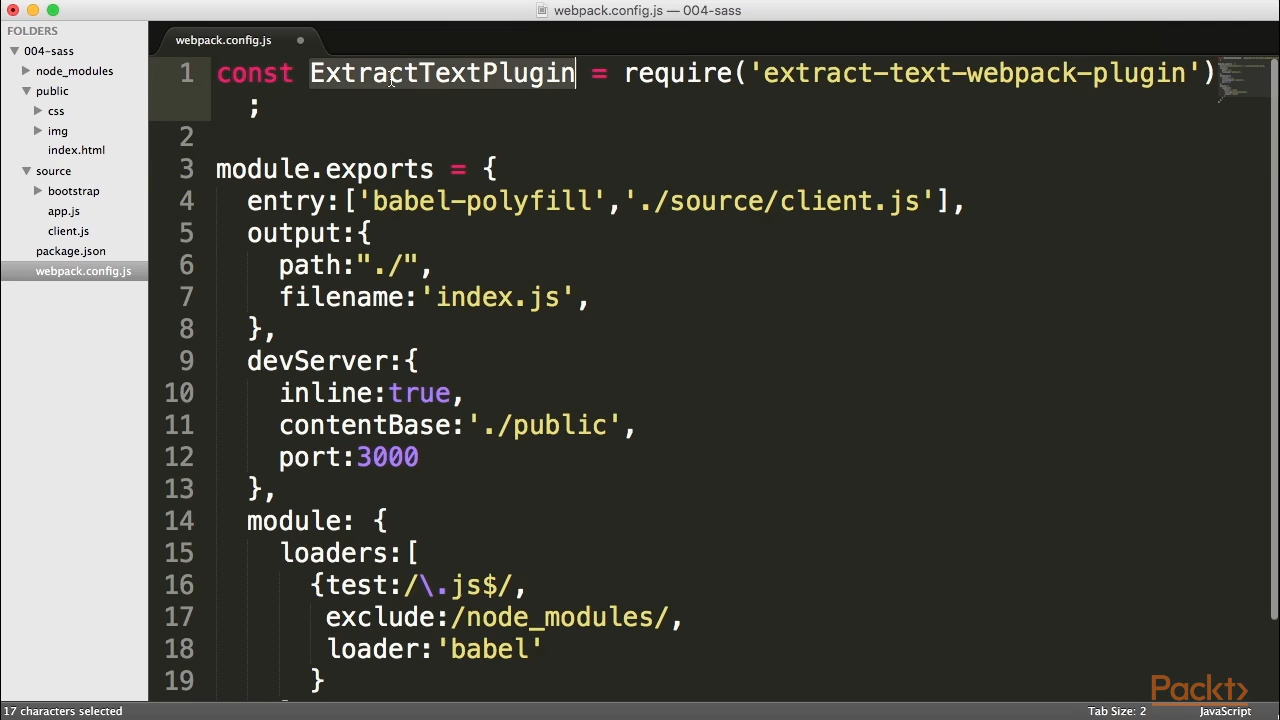 webpack.config.js — 004-sass
FOLDERS
004-sass
node_modules
public
css
img
index.html
source
bootstrap
app.js
client.js
package.json
webpack.config.js
webpack.config.js
1 const ExtractTextPlugin = require('extract-text-webpack-plugin')
;
2
3 module.exports = {
4 entry:['babel-polyfill','./source/client.js'],
5 output:{
6 path:"./",
7 filename:'index.js',
8 },
9 devServer:{
10 inline:true,
11 contentBase:'./public',
12 port:3000
13 },
14 module: {
15 loaders:[
16 {test:/\.js$/,
17 exclude:/node_modules/,
18 loader:'babel'
19 }
Packt>
17 characters selected
Tab Size: 2
JavaScript